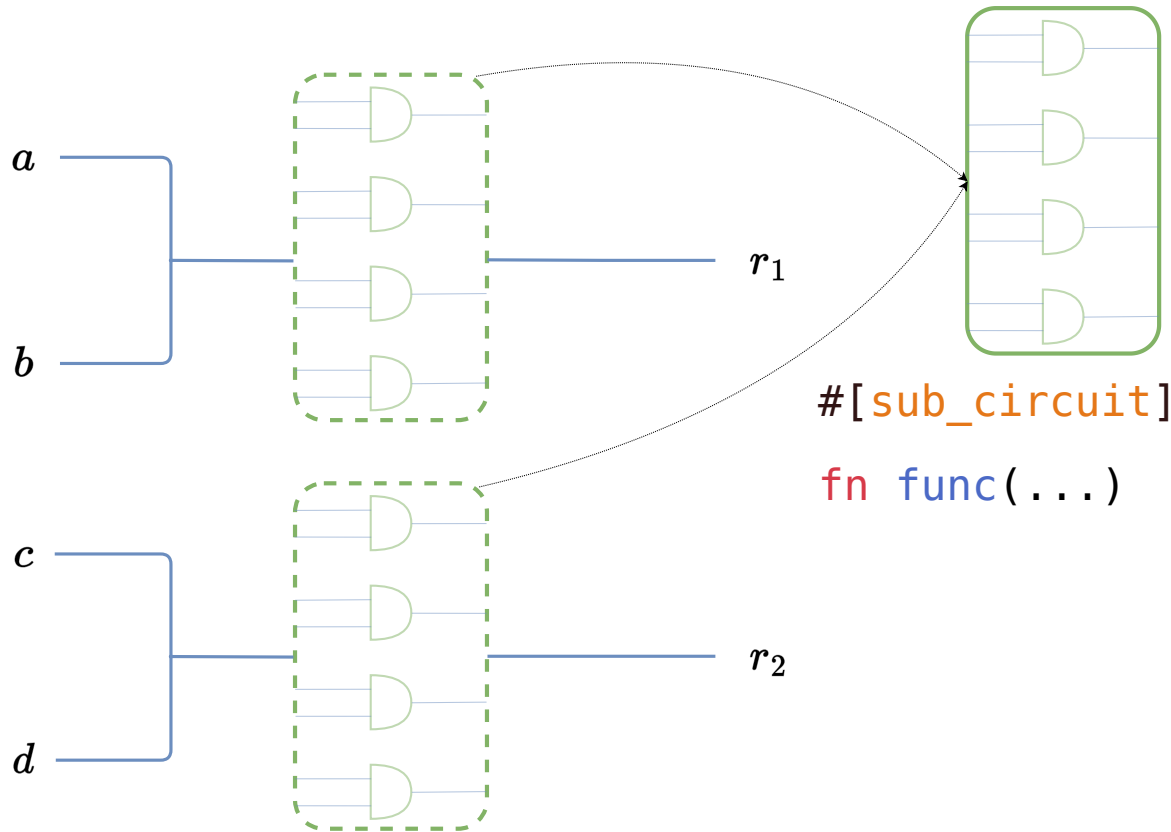 a
b
r₁
#[sub_circuit]
fn func(...)
c
d
r₂